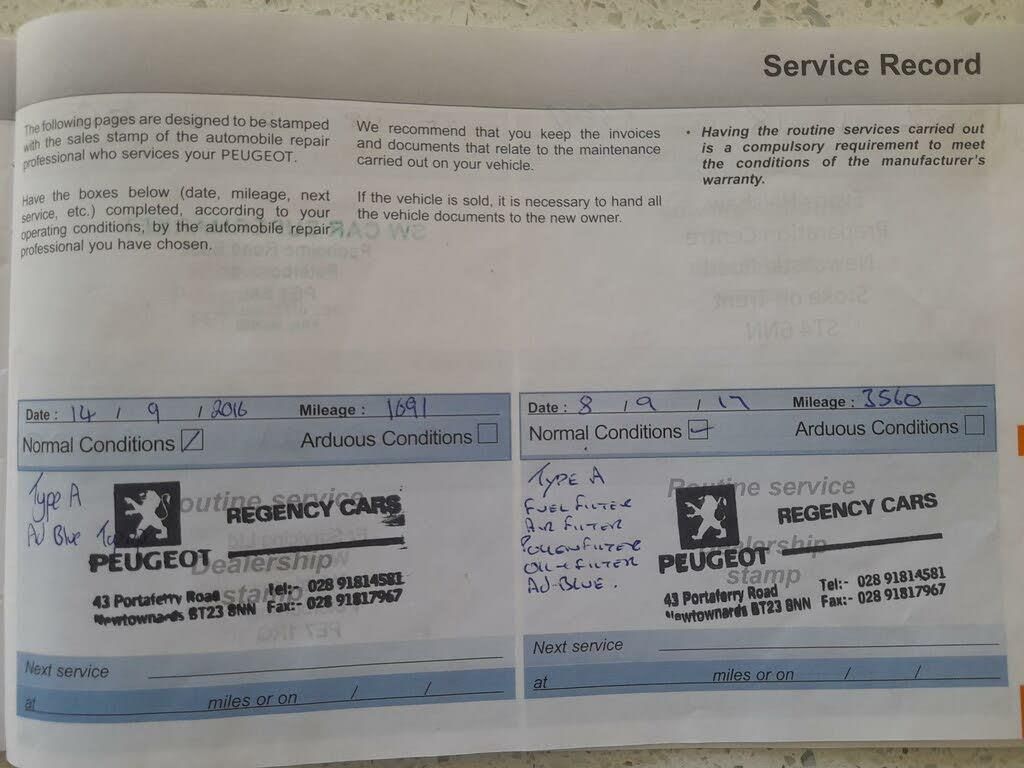 Service Record
The following pages are designed to be stamped
with the sales stamp of the automobile repair
professional who services your PEUGEOT.
Have the boxes below (date, mileage, next
service, etc.) completed, according to your
operating conditions, by the automobile repair
professional you have chosen.
We recommend that you keep the invoices
and documents that relate to the maintenance
carried out on your vehicle.
If the vehicle is sold, it is necessary to hand all
the vehicle documents to the new owner.
• Having the routine services carried out
is a compulsory requirement to meet
the conditions of the manufacturer's
warranty.
Date : 14 / 9 / 2016 Mileage : 1691
Normal Conditions Arduous Conditions
Type A
Ad Blue
Routine service
REGENCY CARS
PEUGEOT
Dealership
stamp
43 Portaferry Road Tel:- 028 91814581
Newtownards BT23 8NN Fax:- 028 91817967
Next service
at miles or on / /
Date : 8 / 9 / 17 Mileage : 3560
Normal Conditions Arduous Conditions
TYPE A
FUEL FILTER
AIR FILTER
POLLEN FILTER
OIL FILTER
AD-BLUE.
Routine service
REGENCY CARS
PEUGEOT
Dealership
stamp
43 Portaferry Road Tel:- 028 91814581
Newtownards BT23 8NN Fax:- 028 91817967
Next service
at miles or on / /